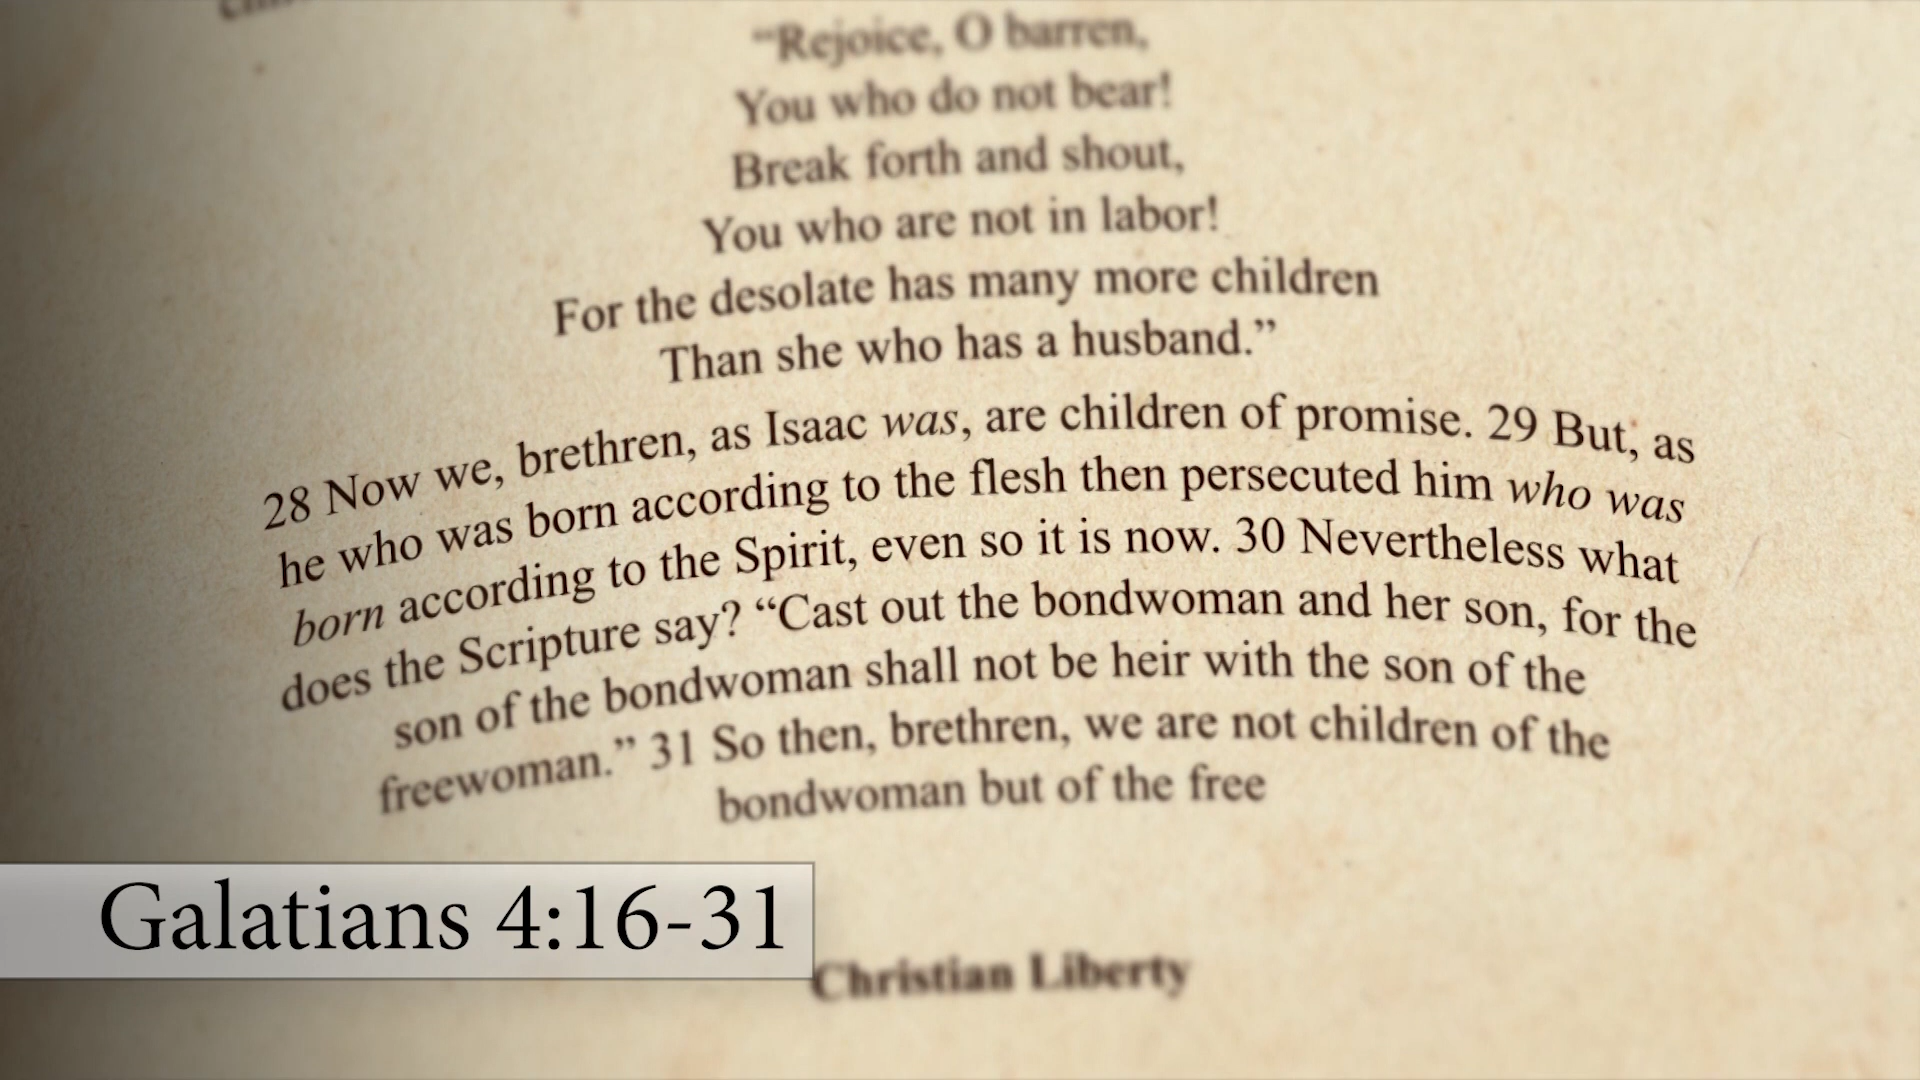 “Rejoice, O barren,
You who do not bear!
Break forth and shout,
You who are not in labor!
For the desolate has many more children
Than she who has a husband.”
28 Now we, brethren, as Isaac was, are children of promise. 29 But, as
he who was born according to the flesh then persecuted him who was
born according to the Spirit, even so it is now. 30 Nevertheless what
does the Scripture say? “Cast out the bondwoman and her son, for the
son of the bondwoman shall not be heir with the son of the
freewoman.” 31 So then, brethren, we are not children of the
bondwoman but of the free
Galatians 4:16-31
Christian Liberty